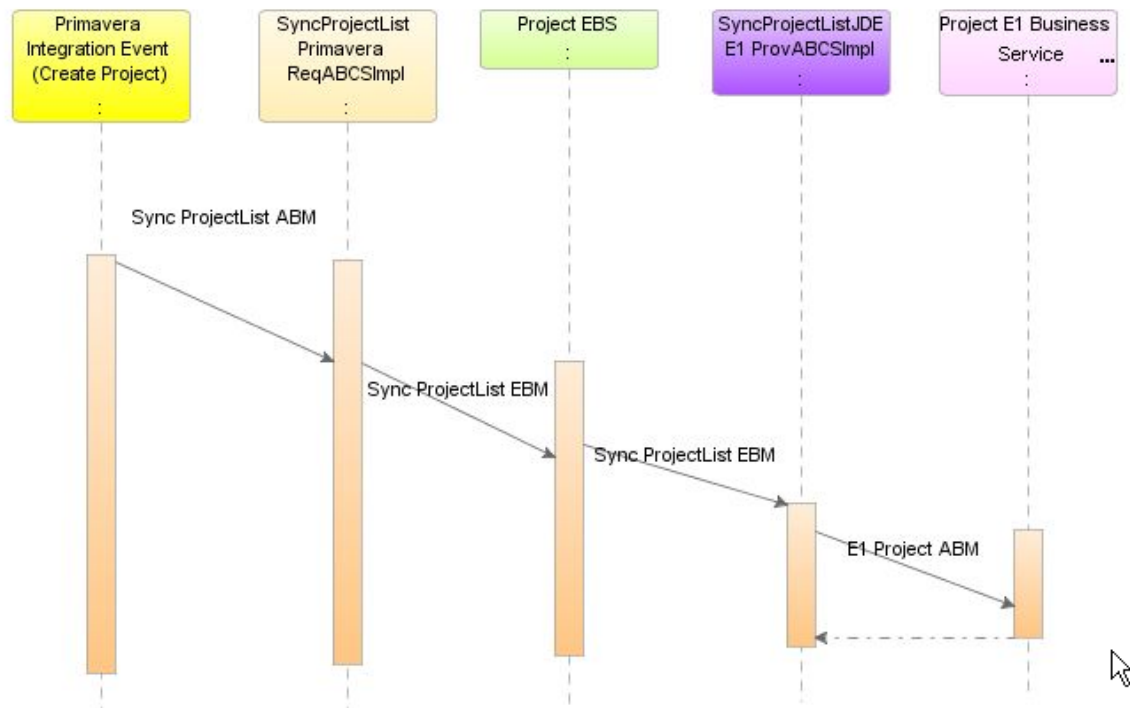 Primavera
Integration Event
(Create Project)
:
SyncProjectList
Primavera
ReqABCSImpl
:
Project EBS
:
SyncProjectListJDE
E1 ProvABCSImpl
:
Project E1 Business
Service ...
:
Sync ProjectList ABM
Sync ProjectList EBM
Sync ProjectList EBM
E1 Project ABM